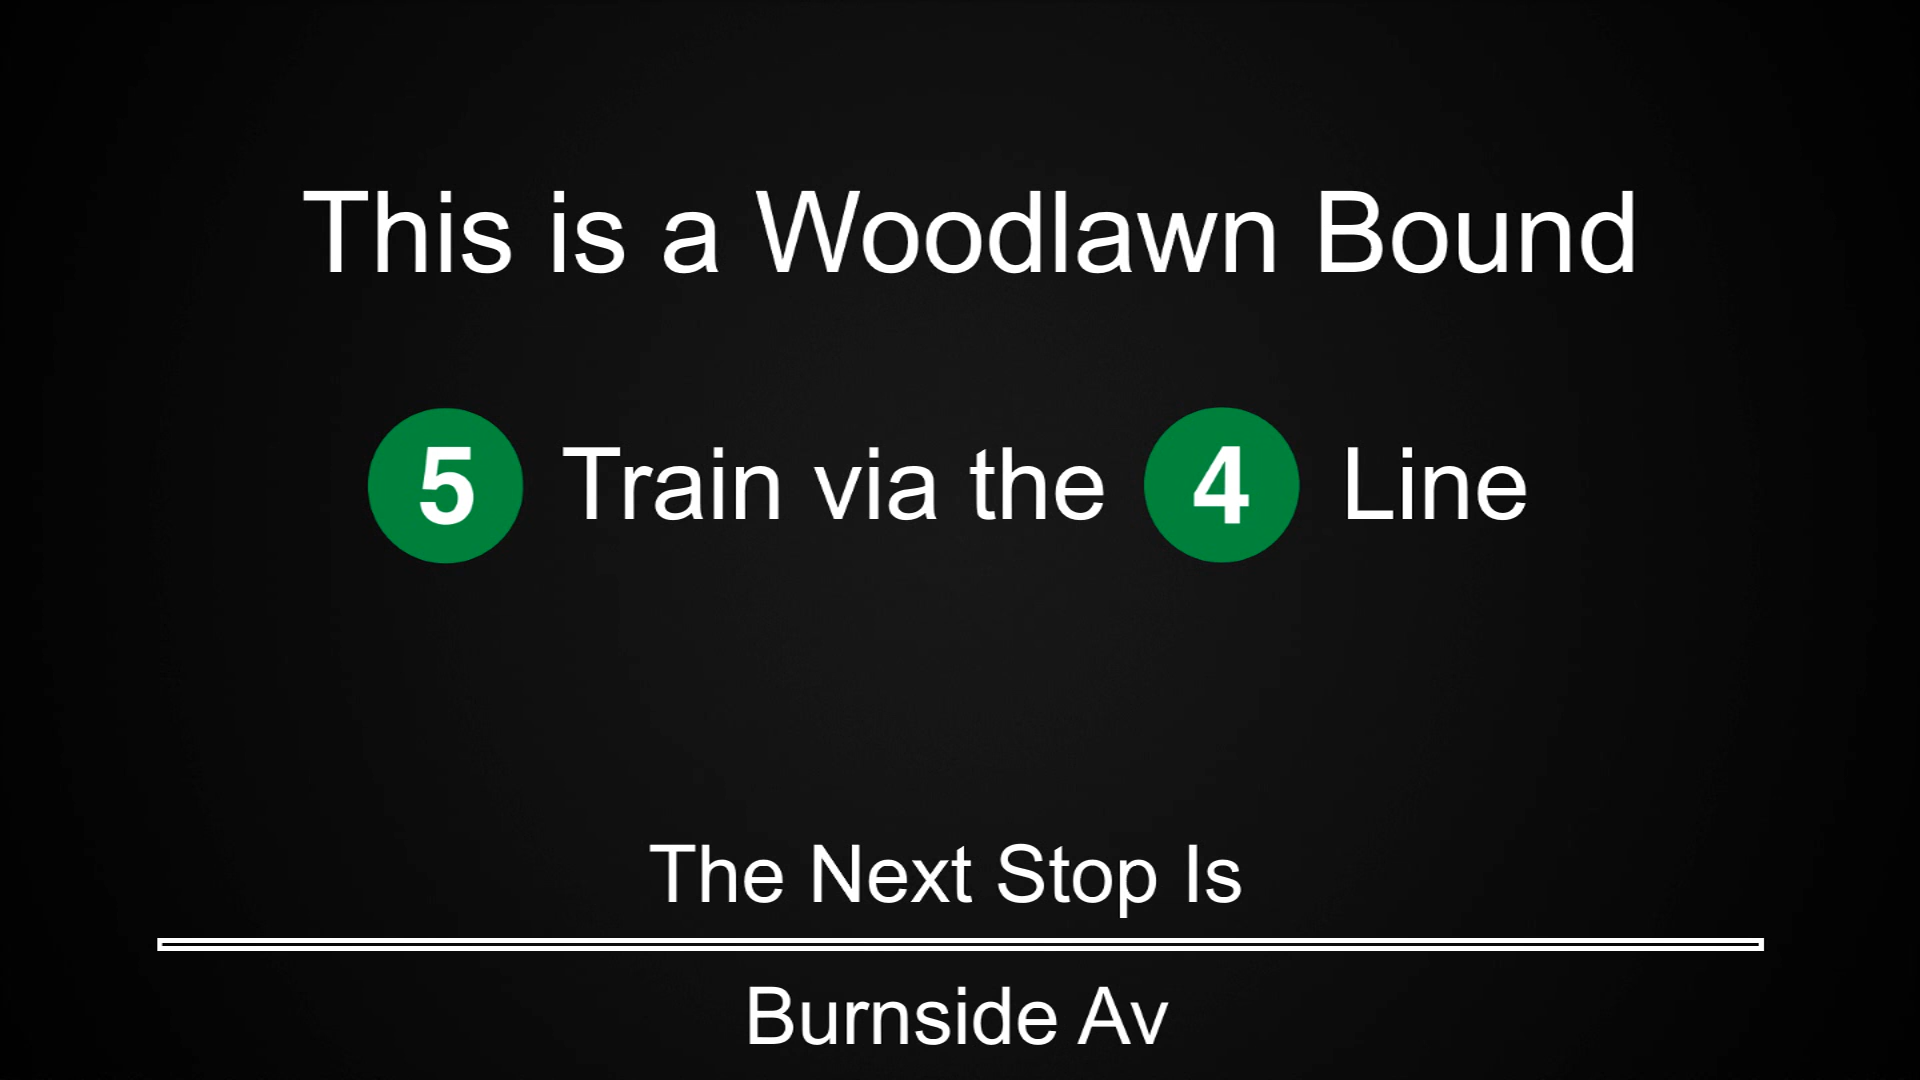 This is a Woodlawn Bound
5 Train via the 4 Line
The Next Stop Is
Burnside Av